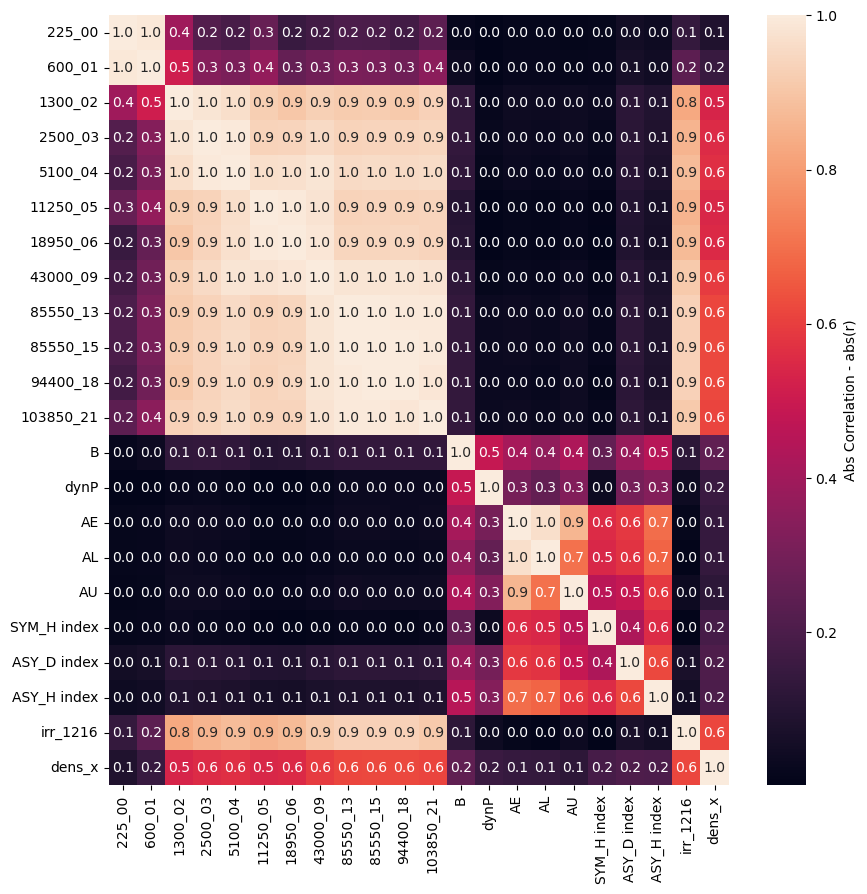 225_00 1.0 1.0 0.4 0.2 0.2 0.3 0.2 0.2 0.2 0.2 0.2 0.2 0.0 0.0 0.0 0.0 0.0 0.0 0.0 0.0 0.1 0.1
600_01 1.0 1.0 0.5 0.3 0.3 0.4 0.3 0.3 0.3 0.3 0.3 0.4 0.0 0.0 0.0 0.0 0.0 0.0 0.1 0.0 0.2 0.2
1300_02 0.4 0.5 1.0 1.0 1.0 0.9 0.9 0.9 0.9 0.9 0.9 0.9 0.1 0.0 0.0 0.0 0.0 0.0 0.1 0.1 0.8 0.5
2500_03 0.2 0.3 1.0 1.0 1.0 0.9 0.9 1.0 0.9 0.9 0.9 0.9 0.1 0.0 0.0 0.0 0.0 0.0 0.1 0.1 0.9 0.6
5100_04 0.2 0.3 1.0 1.0 1.0 1.0 1.0 1.0 1.0 1.0 1.0 1.0 0.1 0.0 0.0 0.0 0.0 0.0 0.1 0.1 0.9 0.6
11250_05 0.3 0.4 0.9 0.9 1.0 1.0 1.0 1.0 0.9 0.9 0.9 0.9 0.1 0.0 0.0 0.0 0.0 0.0 0.1 0.1 0.9 0.5
18950_06 0.2 0.3 0.9 0.9 1.0 1.0 1.0 1.0 0.9 0.9 0.9 0.9 0.1 0.0 0.0 0.0 0.0 0.0 0.1 0.1 0.9 0.6
43000_09 0.2 0.3 0.9 1.0 1.0 1.0 1.0 1.0 1.0 1.0 1.0 1.0 0.1 0.0 0.0 0.0 0.0 0.0 0.1 0.1 0.9 0.6
85550_13 0.2 0.3 0.9 0.9 1.0 0.9 0.9 1.0 1.0 1.0 1.0 1.0 0.1 0.0 0.0 0.0 0.0 0.0 0.1 0.1 0.9 0.6
85550_15 0.2 0.3 0.9 0.9 1.0 0.9 0.9 1.0 1.0 1.0 1.0 1.0 0.1 0.0 0.0 0.0 0.0 0.0 0.1 0.1 0.9 0.6
94400_18 0.2 0.3 0.9 0.9 1.0 0.9 0.9 1.0 1.0 1.0 1.0 1.0 0.1 0.0 0.0 0.0 0.0 0.0 0.1 0.1 0.9 0.6
103850_21 0.2 0.4 0.9 0.9 1.0 0.9 0.9 1.0 1.0 1.0 1.0 1.0 0.1 0.0 0.0 0.0 0.0 0.0 0.1 0.1 0.9 0.6
B 0.0 0.0 0.1 0.1 0.1 0.1 0.1 0.1 0.1 0.1 0.1 0.1 1.0 0.5 0.4 0.4 0.4 0.3 0.4 0.5 0.1 0.2
dynP 0.0 0.0 0.0 0.0 0.0 0.0 0.0 0.0 0.0 0.0 0.0 0.0 0.5 1.0 0.3 0.3 0.3 0.0 0.3 0.3 0.0 0.2
AE 0.0 0.0 0.0 0.0 0.0 0.0 0.0 0.0 0.0 0.0 0.0 0.0 0.4 0.3 1.0 1.0 0.9 0.6 0.6 0.7 0.0 0.1
AL 0.0 0.0 0.0 0.0 0.0 0.0 0.0 0.0 0.0 0.0 0.0 0.0 0.4 0.3 1.0 1.0 0.7 0.5 0.6 0.7 0.0 0.1
AU 0.0 0.0 0.0 0.0 0.0 0.0 0.0 0.0 0.0 0.0 0.0 0.0 0.4 0.3 0.9 0.7 1.0 0.5 0.5 0.6 0.0 0.1
SYM_H index 0.0 0.0 0.0 0.0 0.0 0.0 0.0 0.0 0.0 0.0 0.0 0.0 0.3 0.0 0.6 0.5 0.5 1.0 0.4 0.6 0.0 0.2
ASY_D index 0.0 0.1 0.1 0.1 0.1 0.1 0.1 0.1 0.1 0.1 0.1 0.1 0.4 0.3 0.6 0.6 0.5 0.4 1.0 0.6 0.1 0.2
ASY_H index 0.0 0.0 0.1 0.1 0.1 0.1 0.1 0.1 0.1 0.1 0.1 0.1 0.5 0.3 0.7 0.7 0.6 0.6 0.6 1.0 0.1 0.2
irr_1216 0.1 0.2 0.8 0.9 0.9 0.9 0.9 0.9 0.9 0.9 0.9 0.9 0.1 0.0 0.0 0.0 0.0 0.0 0.1 0.1 1.0 0.6
dens_x 0.1 0.2 0.5 0.6 0.6 0.5 0.6 0.6 0.6 0.6 0.6 0.6 0.2 0.2 0.1 0.1 0.1 0.2 0.2 0.2 0.6 1.0
225_00 600_01 1300_02 2500_03 5100_04 11250_05 18950_06 43000_09 85550_13 85550_15 94400_18 103850_21 B dynP AE AL AU SYM_H index ASY_D index ASY_H index irr_1216 dens_x
1.0
0.8
0.6
0.4
0.2
Abs Correlation - abs(r)